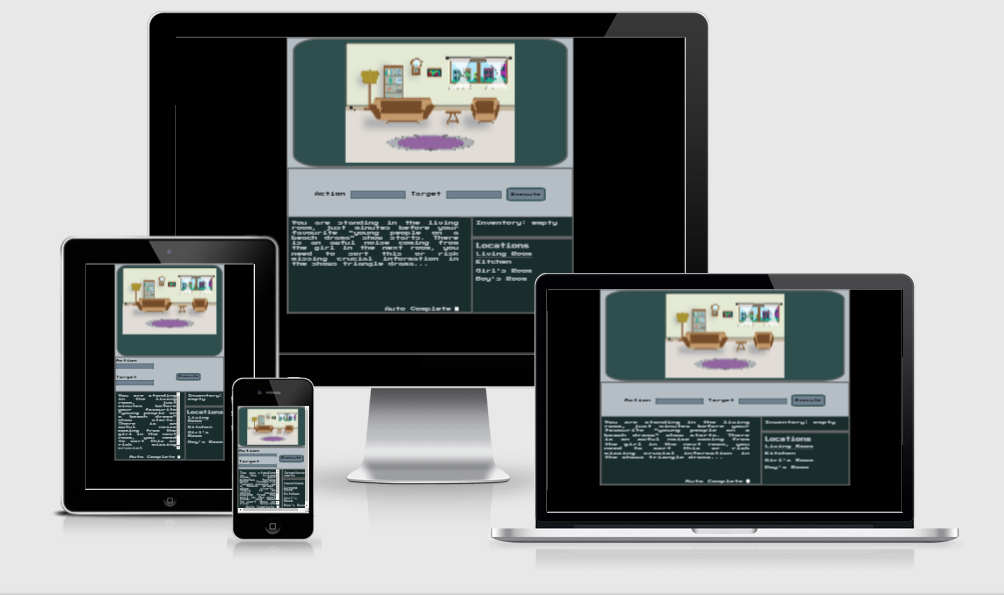 Action Target Execute
You are standing in the living
room, just minutes before your
favourite "young people on a
beach drama" show starts. There
is an awful noise coming from
the girl in the next room, you
need to sort this or risk
missing crucial information in
the shows triangle drama...
Auto Complete
Inventory: empty
Locations
Living Room
Kitchen
Girl's Room
Boy's Room
Action
Target
Execute
You are standing
in the living
room, just
minutes before
your favourite
"young people on
a beach drama"
show starts.
There is an
awful noise
coming from the
girl in the next
room, you need
to sort this or
risk missing
crucial
Auto Complete
Inventory:
empty
Locations
Living
Room
Kitchen
Girl's
Room
Boy's Room
Action
Target
Execute
Action Target Execute
You are standing in the living
room, just minutes before your
favourite "young people on a
beach drama" show starts. There
is an awful noise coming from
the girl in the next room, you
need to sort this or risk
missing crucial information in
the shows triangle drama...
Auto Complete
Inventory: empty
Locations
Living Room
Kitchen
Girl's Room
Boy's Room